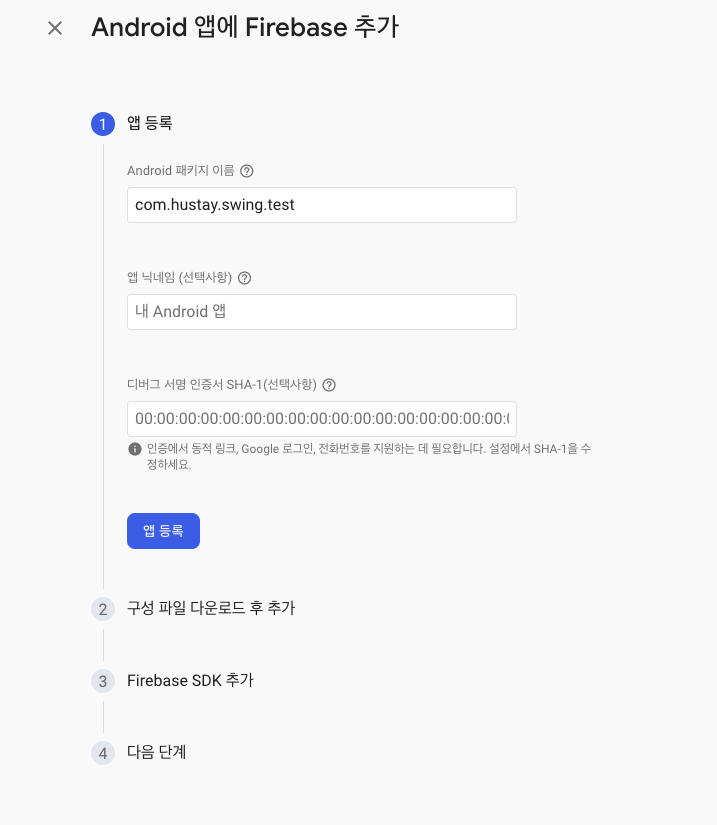 Android 앱에 Firebase 추가
1 앱 등록
Android 패키지 이름
com.hustay.swing.test
앱 닉네임 (선택사항)
내 Android 앱
디버그 서명 인증서 SHA-1(선택사항)
00:00:00:00:00:00:00:00:00:00:00:00:00:00:00:00:00:
인증에서 동적 링크, Google 로그인, 전화번호를 지원하는 데 필요합니다. 설정에서 SHA-1을 수
정하세요.
앱 등록
2 구성 파일 다운로드 후 추가
3 Firebase SDK 추가
4 다음 단계